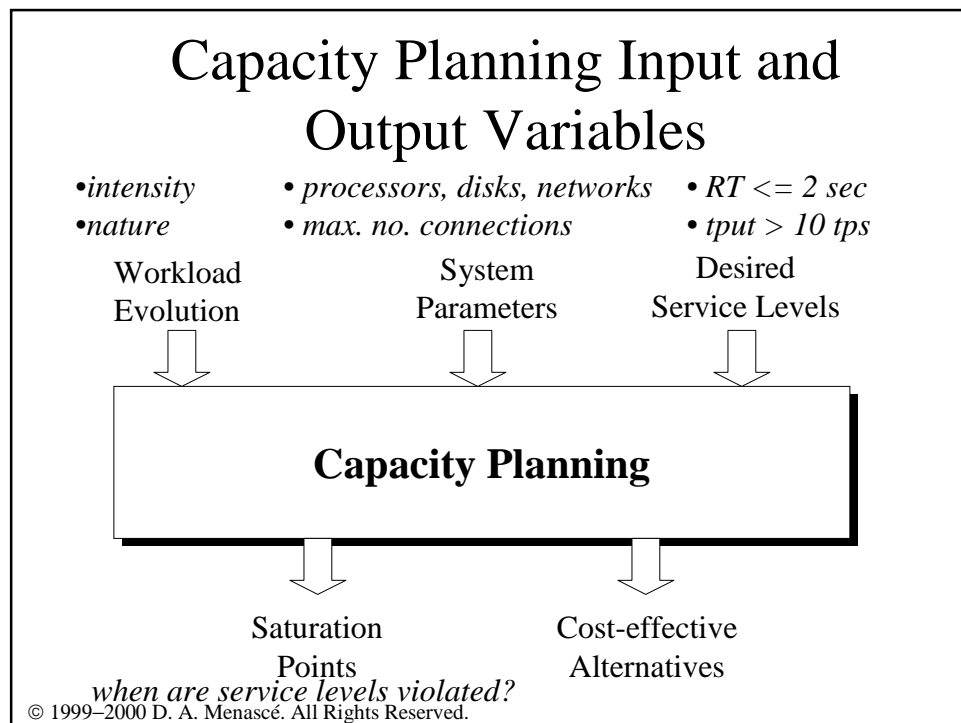 Capacity Planning Input and
Output Variables
•intensity
•nature
• processors, disks, networks
• max. no. connections
• RT <= 2 sec
• tput > 10 tps
Workload
Evolution
System
Parameters
Desired
Service Levels
Capacity Planning
Saturation
Points
Cost-effective
Alternatives
when are service levels violated?
© 1999–2000 D. A. Menascé. All Rights Reserved.